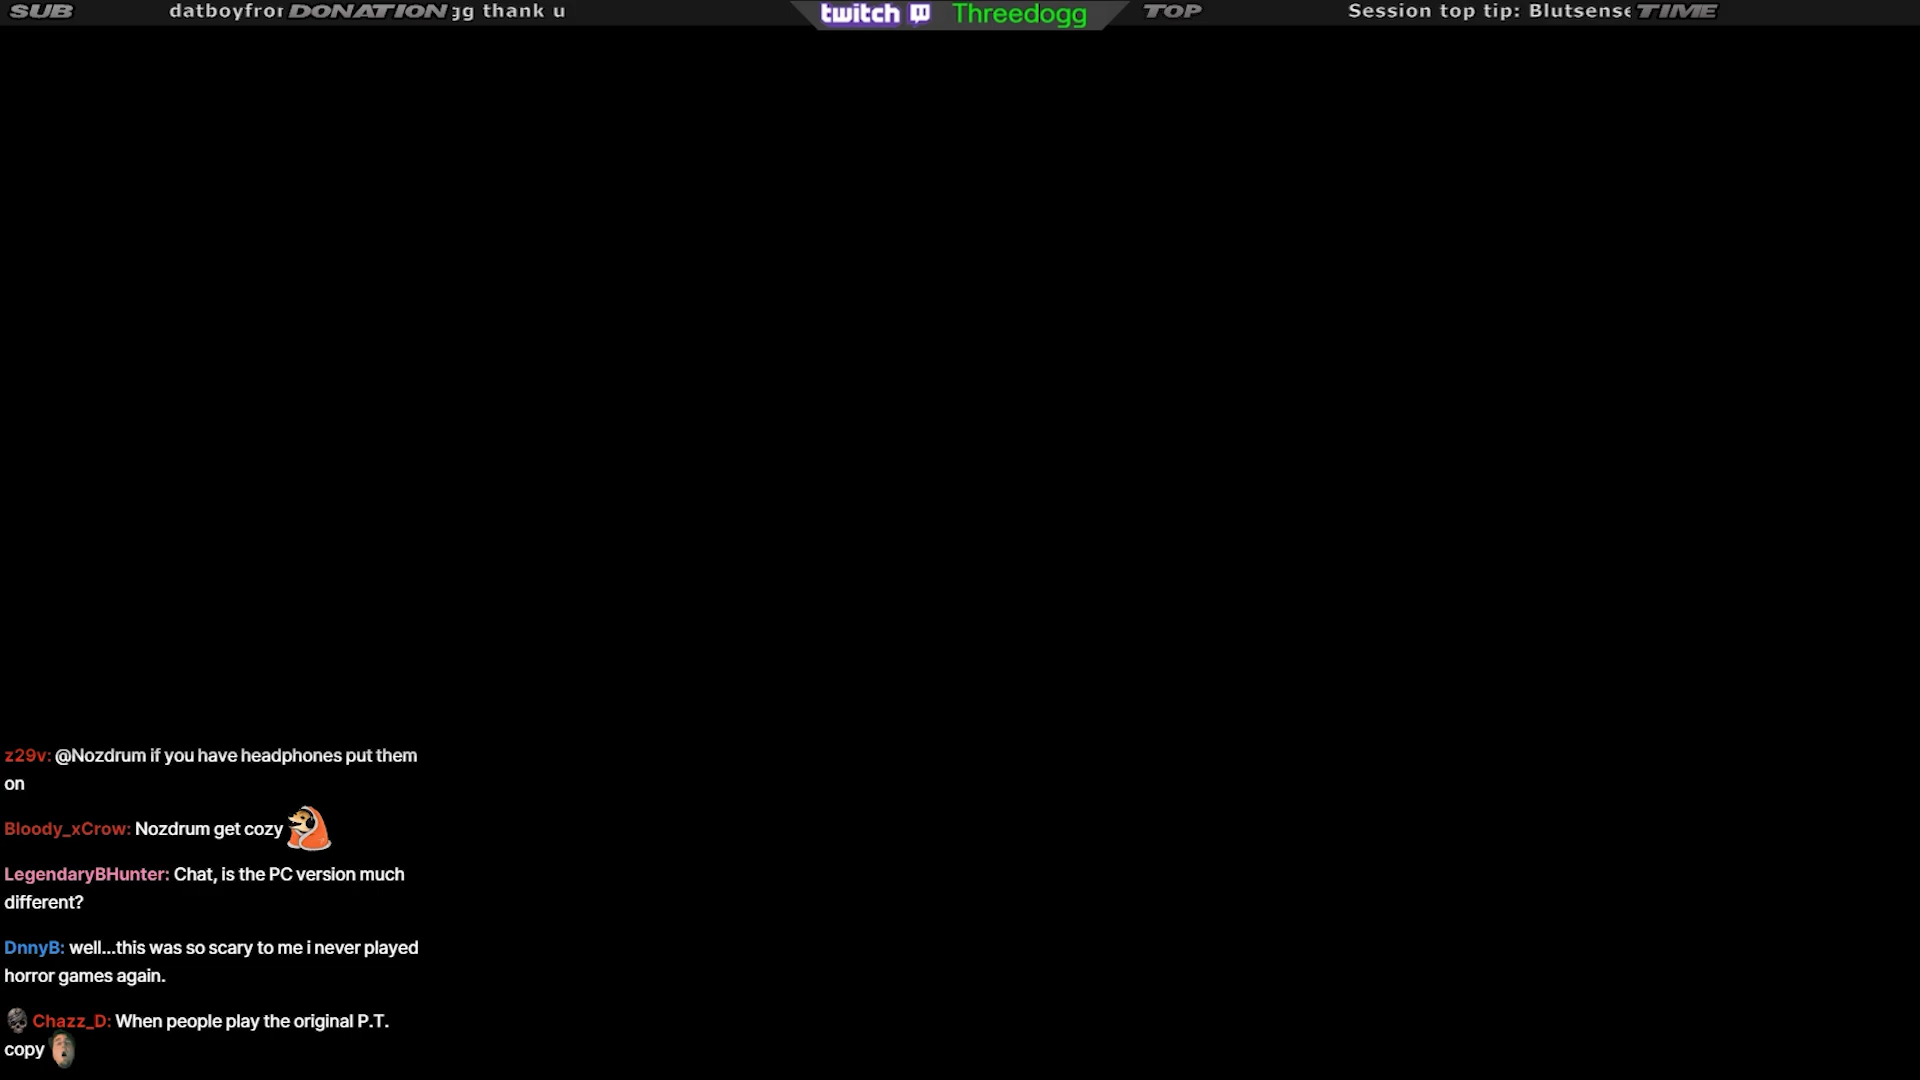 SUB datboyfro DONATION gg thank u twitch Threedogg TOP Session top tip: Blutsense TIME
z29v: @Nozdrum if you have headphones put them
on
Bloody_xCrow: Nozdrum get cozy
LegendaryBHunter: Chat, is the PC version much
different?
DnnyB: well...this was so scary to me i never played
horror games again.
Chazz_D: When people play the original P.T.
copy